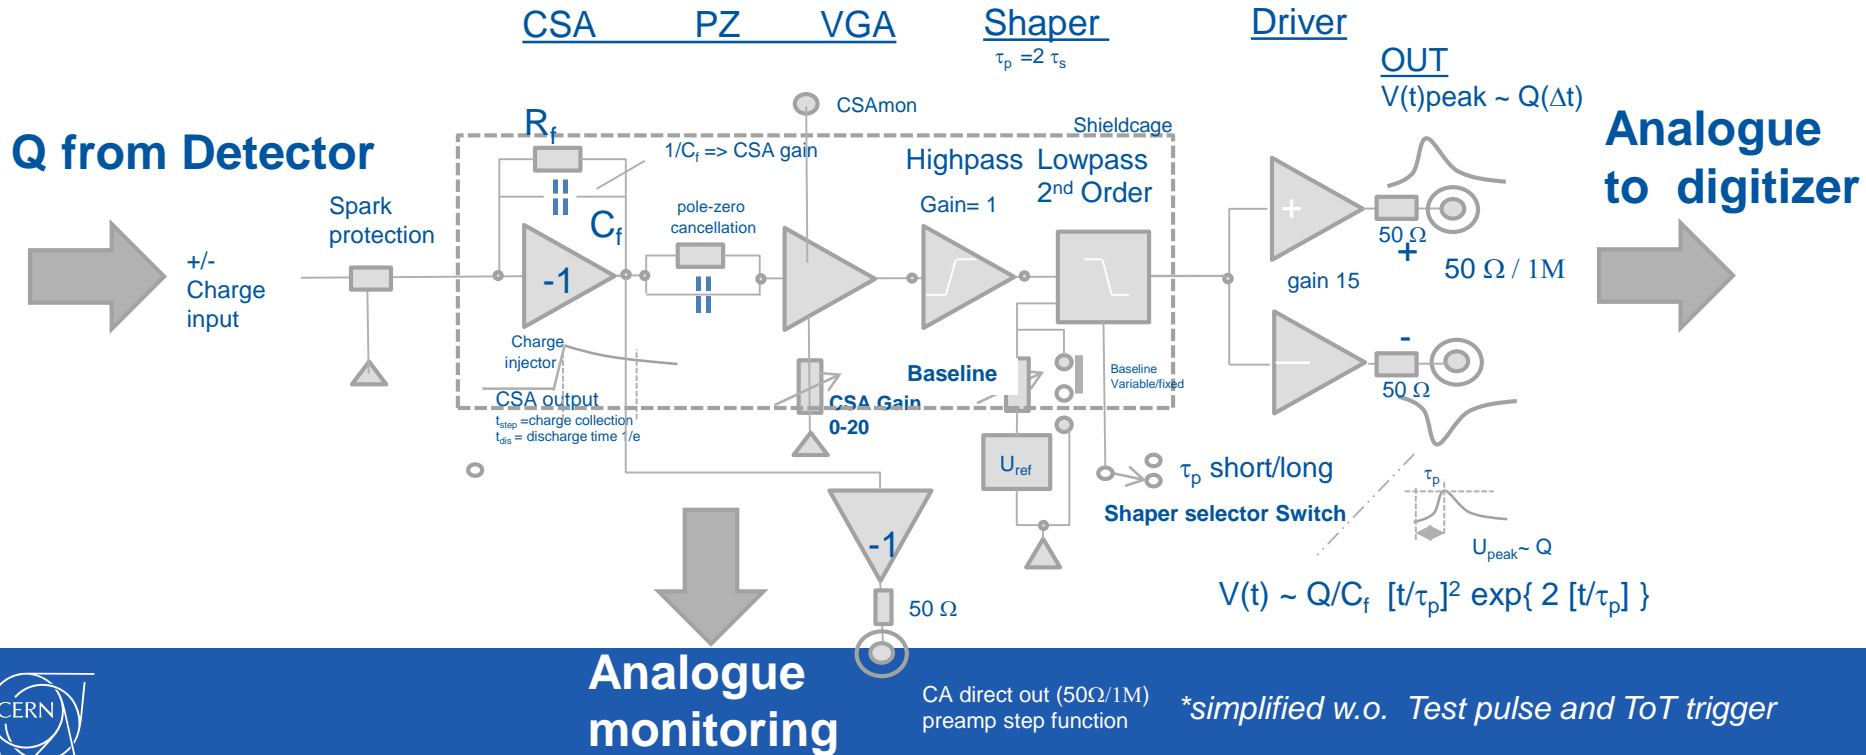 CSA PZ VGA Shaper Driver
τp =2 τs
OUT
V(t)peak ~ Q(Δt)
Analogue
to digitizer
Q from Detector
CSAmon
Shieldcage
Rf
1/Cf => CSA gain
Highpass Lowpass
2nd Order
Gain= 1
Spark
protection
Cf
pole-zero
cancellation
+/-
Charge
input
-1
+
50 Ω
+
50 Ω / 1M
gain 15
Charge
injector
-
50 Ω
Baseline
Baseline
Variable/fixed
CSA output
tstep =charge collection
tdis = discharge time 1/e
CSA Gain
0-20
Uref
τp short/long
Shaper selector Switch
τp
Upeak~ Q
-1
50 Ω
V(t) ~ Q/Cf [t/τp]2 exp{ 2 [t/τp] }
CERN
Analogue
monitoring
CA direct out (50Ω/1M)
preamp step function
*simplified w.o. Test pulse and ToT trigger